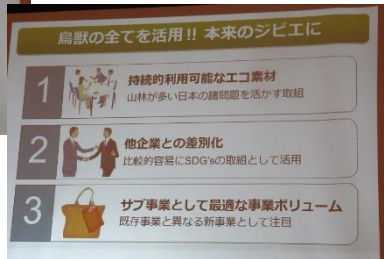 鳥獣の全てを活用!! 本来のジビエに
1
持続的利用可能なエコ素材
山林が多い日本の諸問題を活かす取組
2
他企業との差別化
比較的容易にSDG'sの取組として活用
3
サブ事業として最適な事業ボリューム
既存事業と異なる新事業として注目